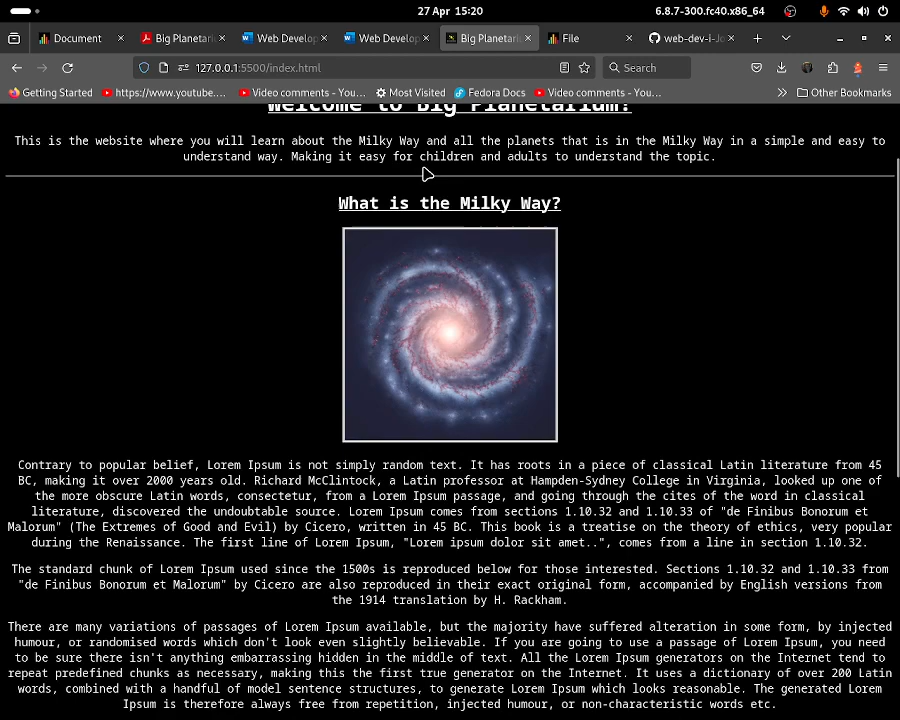 27 Apr 15:20
6.8.7-300.fc40.x86_64
Document
Big Planetari
Web Develop
Web Develop
Big Planetari
File
web-dev-i-Jo
127.0.0.1:5500/index.html
Search
Getting Started
https://www.youtube....
Video comments - You...
Most Visited
Fedora Docs
Video comments - You...
Other Bookmarks
Welcome to Big Planetarium!
This is the website where you will learn about the Milky Way and all the planets that is in the Milky Way in a simple and easy to
understand way. Making it easy for children and adults to understand the topic.
What is the Milky Way?
Contrary to popular belief, Lorem Ipsum is not simply random text. It has roots in a piece of classical Latin literature from 45
BC, making it over 2000 years old. Richard McClintock, a Latin professor at Hampden-Sydney College in Virginia, looked up one of
the more obscure Latin words, consectetur, from a Lorem Ipsum passage, and going through the cites of the word in classical
literature, discovered the undoubtable source. Lorem Ipsum comes from sections 1.10.32 and 1.10.33 of "de Finibus Bonorum et
Malorum" (The Extremes of Good and Evil) by Cicero, written in 45 BC. This book is a treatise on the theory of ethics, very popular
during the Renaissance. The first line of Lorem Ipsum, "Lorem ipsum dolor sit amet..", comes from a line in section 1.10.32.
The standard chunk of Lorem Ipsum used since the 1500s is reproduced below for those interested. Sections 1.10.32 and 1.10.33 from
"de Finibus Bonorum et Malorum" by Cicero are also reproduced in their exact original form, accompanied by English versions from
the 1914 translation by H. Rackham.
There are many variations of passages of Lorem Ipsum available, but the majority have suffered alteration in some form, by injected
humour, or randomised words which don't look even slightly believable. If you are going to use a passage of Lorem Ipsum, you need
to be sure there isn't anything embarrassing hidden in the middle of text. All the Lorem Ipsum generators on the Internet tend to
repeat predefined chunks as necessary, making this the first true generator on the Internet. It uses a dictionary of over 200 Latin
words, combined with a handful of model sentence structures, to generate Lorem Ipsum which looks reasonable. The generated Lorem
Ipsum is therefore always free from repetition, injected humour, or non-characteristic words etc.